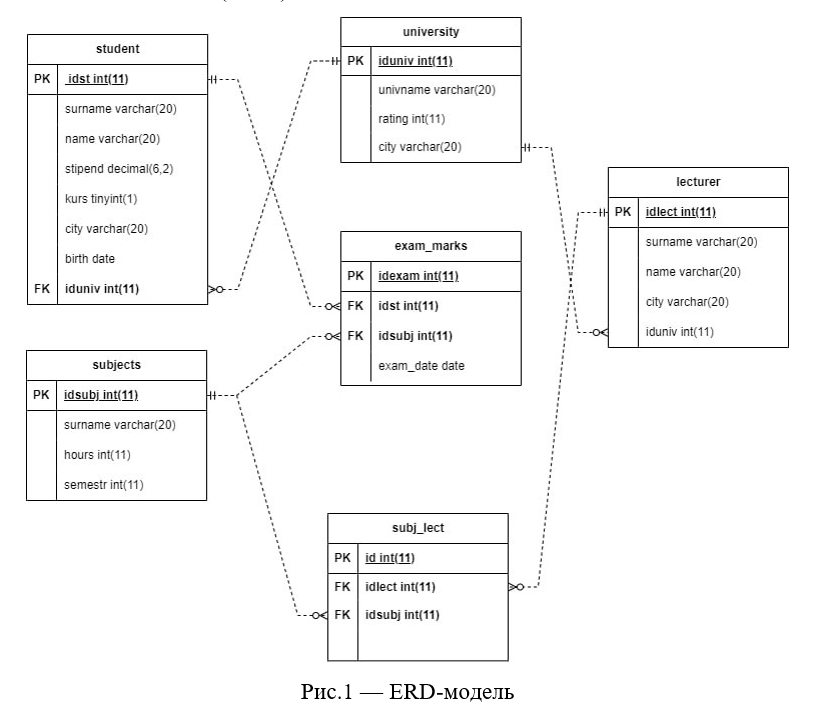 student
PK idst int(11)
surname varchar(20)
name varchar(20)
stipend decimal(6,2)
kurs tinyint(1)
city varchar(20)
birth date
FK iduniv int(11)
university
PK iduniv int(11)
univname varchar(20)
rating int(11)
city varchar(20)
lecturer
PK idlect int(11)
surname varchar(20)
name varchar(20)
city varchar(20)
iduniv int(11)
exam_marks
PK idexam int(11)
FK idst int(11)
FK idsubj int(11)
exam_date date
subjects
PK idsubj int(11)
surname varchar(20)
hours int(11)
semestr int(11)
subj_lect
PK id int(11)
FK idlect int(11)
FK idsubj int(11)
Рис.1 — ERD-модель